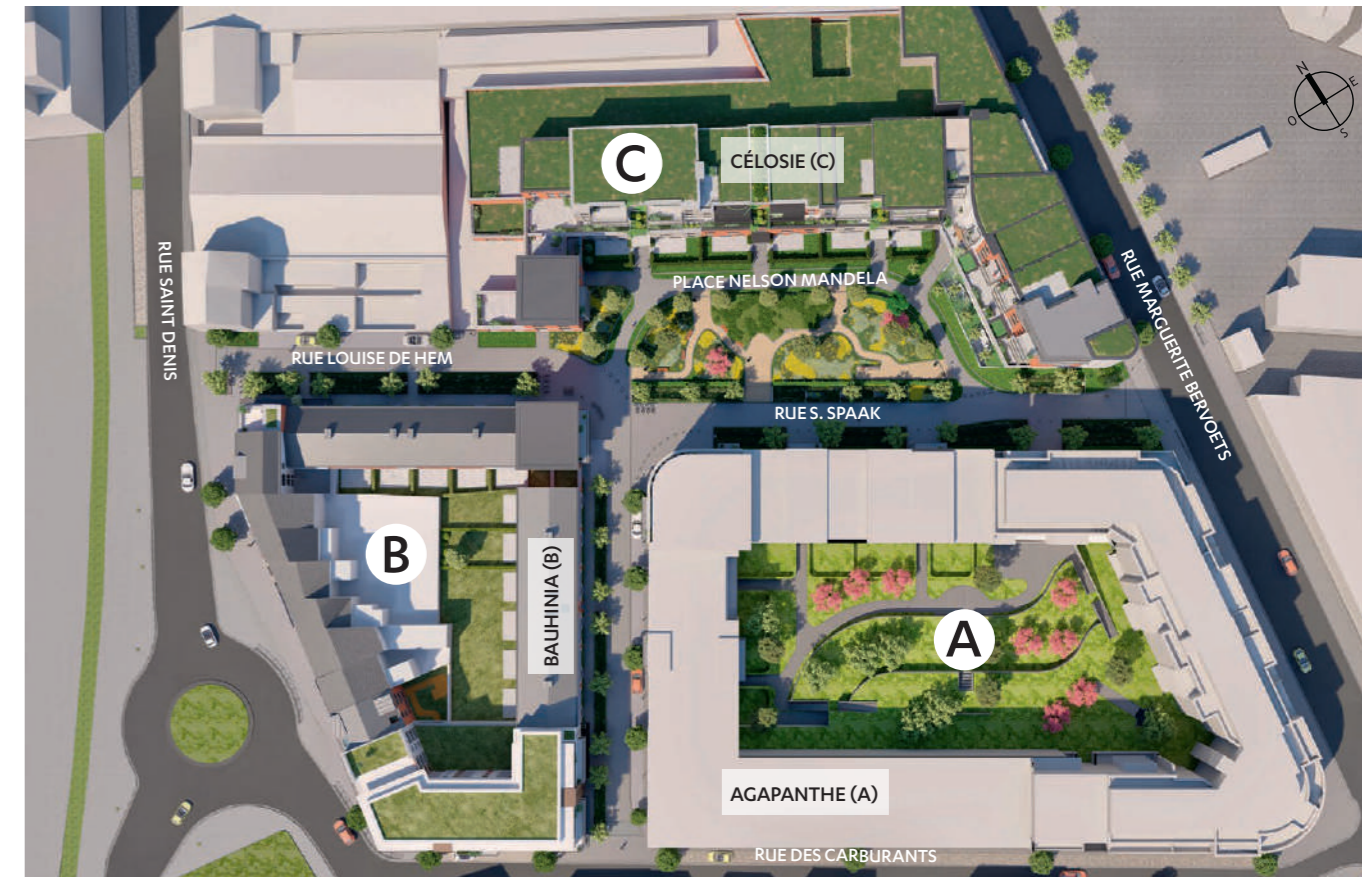 N
E
O
S
C
CÉLOSIE (C)
PLACE NELSON MANDELA
RUE SAINT DENIS
RUE MARGUERITE BERVOETS
RUE LOUISE DE HEM
RUE S. SPAAK
B
BAUHINIA (B)
A
AGAPANTHE (A)
RUE DES CARBURANTS